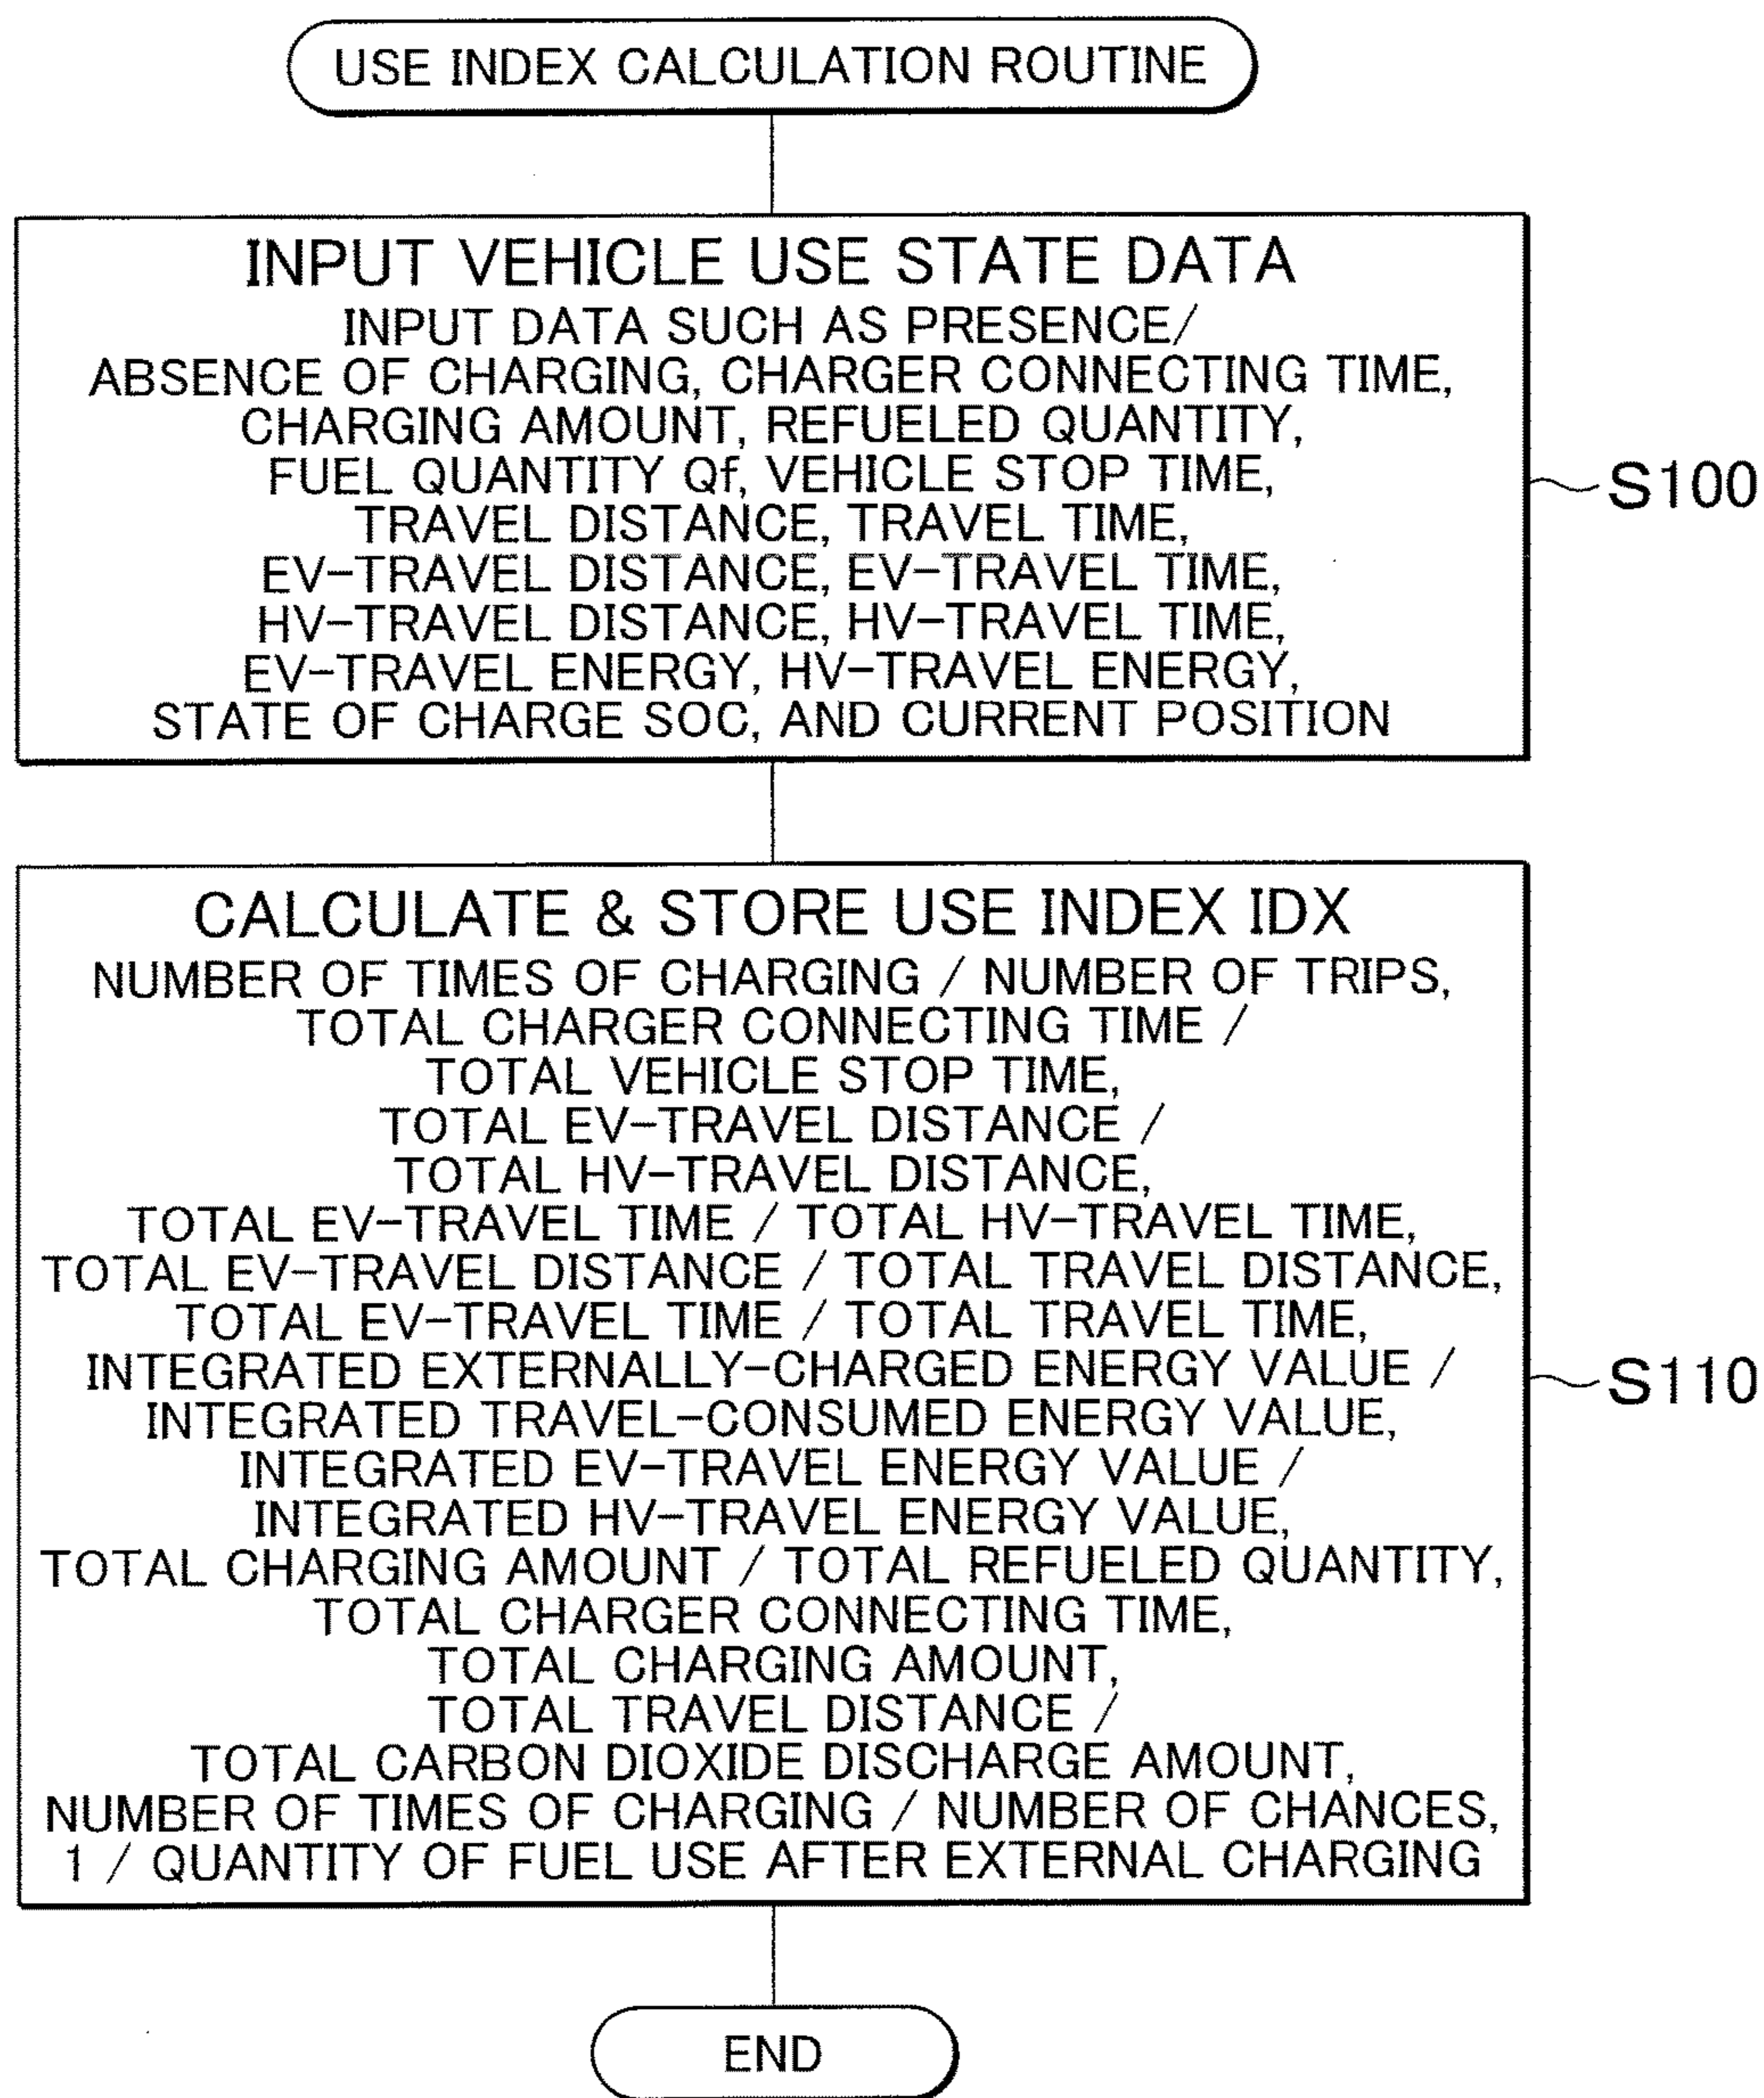 USE INDEX CALCULATION ROUTINE
INPUT VEHICLE USE STATE DATA
INPUT DATA SUCH AS PRESENCE/
ABSENCE OF CHARGING, CHARGER CONNECTING TIME,
CHARGING AMOUNT, REFUELED QUANTITY,
FUEL QUANTITY Qf, VEHICLE STOP TIME,
TRAVEL DISTANCE, TRAVEL TIME,
EV-TRAVEL DISTANCE, EV-TRAVEL TIME,
HV-TRAVEL DISTANCE, HV-TRAVEL TIME,
EV-TRAVEL ENERGY, HV-TRAVEL ENERGY,
STATE OF CHARGE SOC, AND CURRENT POSITION
S100
CALCULATE & STORE USE INDEX IDX
NUMBER OF TIMES OF CHARGING / NUMBER OF TRIPS,
TOTAL CHARGER CONNECTING TIME /
TOTAL VEHICLE STOP TIME,
TOTAL EV-TRAVEL DISTANCE /
TOTAL HV-TRAVEL DISTANCE,
TOTAL EV-TRAVEL TIME / TOTAL HV-TRAVEL TIME,
TOTAL EV-TRAVEL DISTANCE / TOTAL TRAVEL DISTANCE,
TOTAL EV-TRAVEL TIME / TOTAL TRAVEL TIME,
INTEGRATED EXTERNALLY-CHARGED ENERGY VALUE /
INTEGRATED TRAVEL-CONSUMED ENERGY VALUE,
INTEGRATED EV-TRAVEL ENERGY VALUE /
INTEGRATED HV-TRAVEL ENERGY VALUE,
TOTAL CHARGING AMOUNT / TOTAL REFUELED QUANTITY,
TOTAL CHARGER CONNECTING TIME,
TOTAL CHARGING AMOUNT,
TOTAL TRAVEL DISTANCE /
TOTAL CARBON DIOXIDE DISCHARGE AMOUNT,
NUMBER OF TIMES OF CHARGING / NUMBER OF CHANCES,
1 / QUANTITY OF FUEL USE AFTER EXTERNAL CHARGING
S110
END